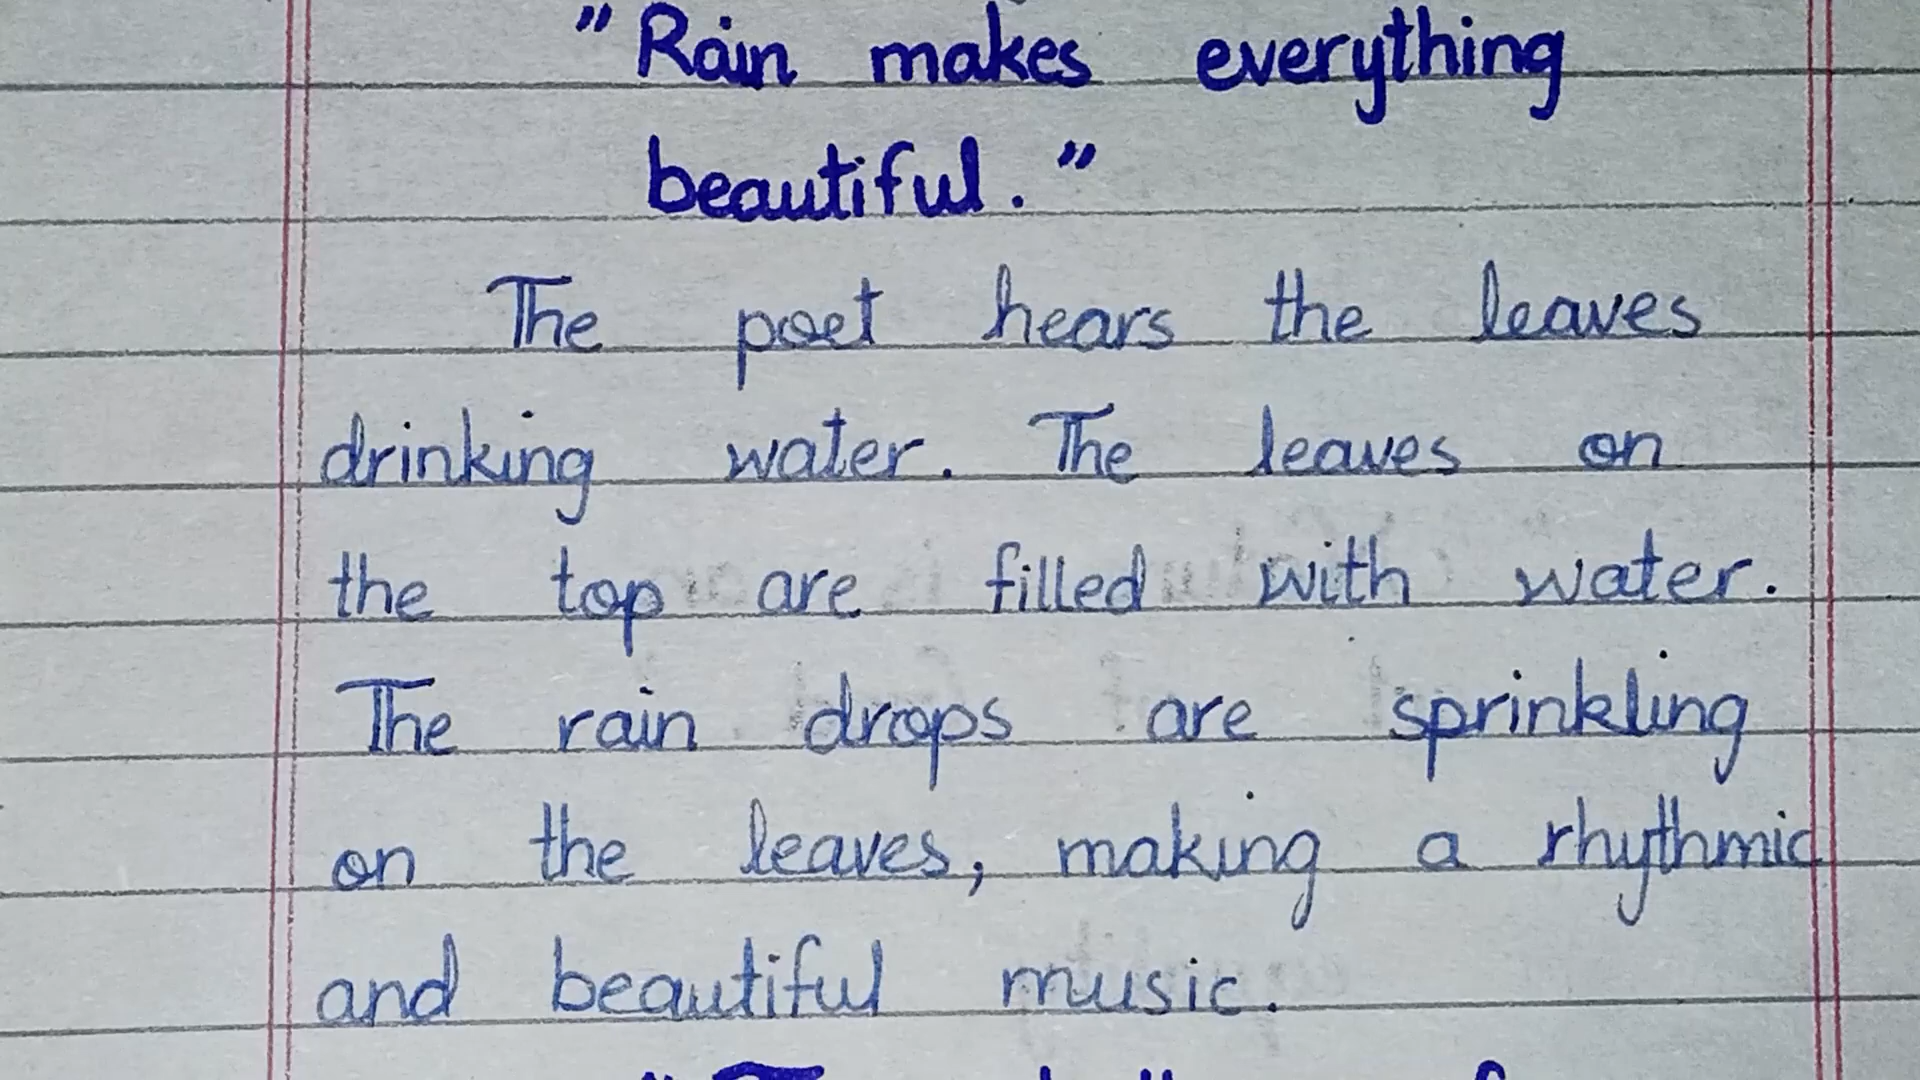 "Rain makes everything
beautiful."
The poet hears the leaves
drinking water. The leaves on
the top are filled with water.
The rain drops are sprinkling
on the leaves, making a rhythmic
and beautiful music.